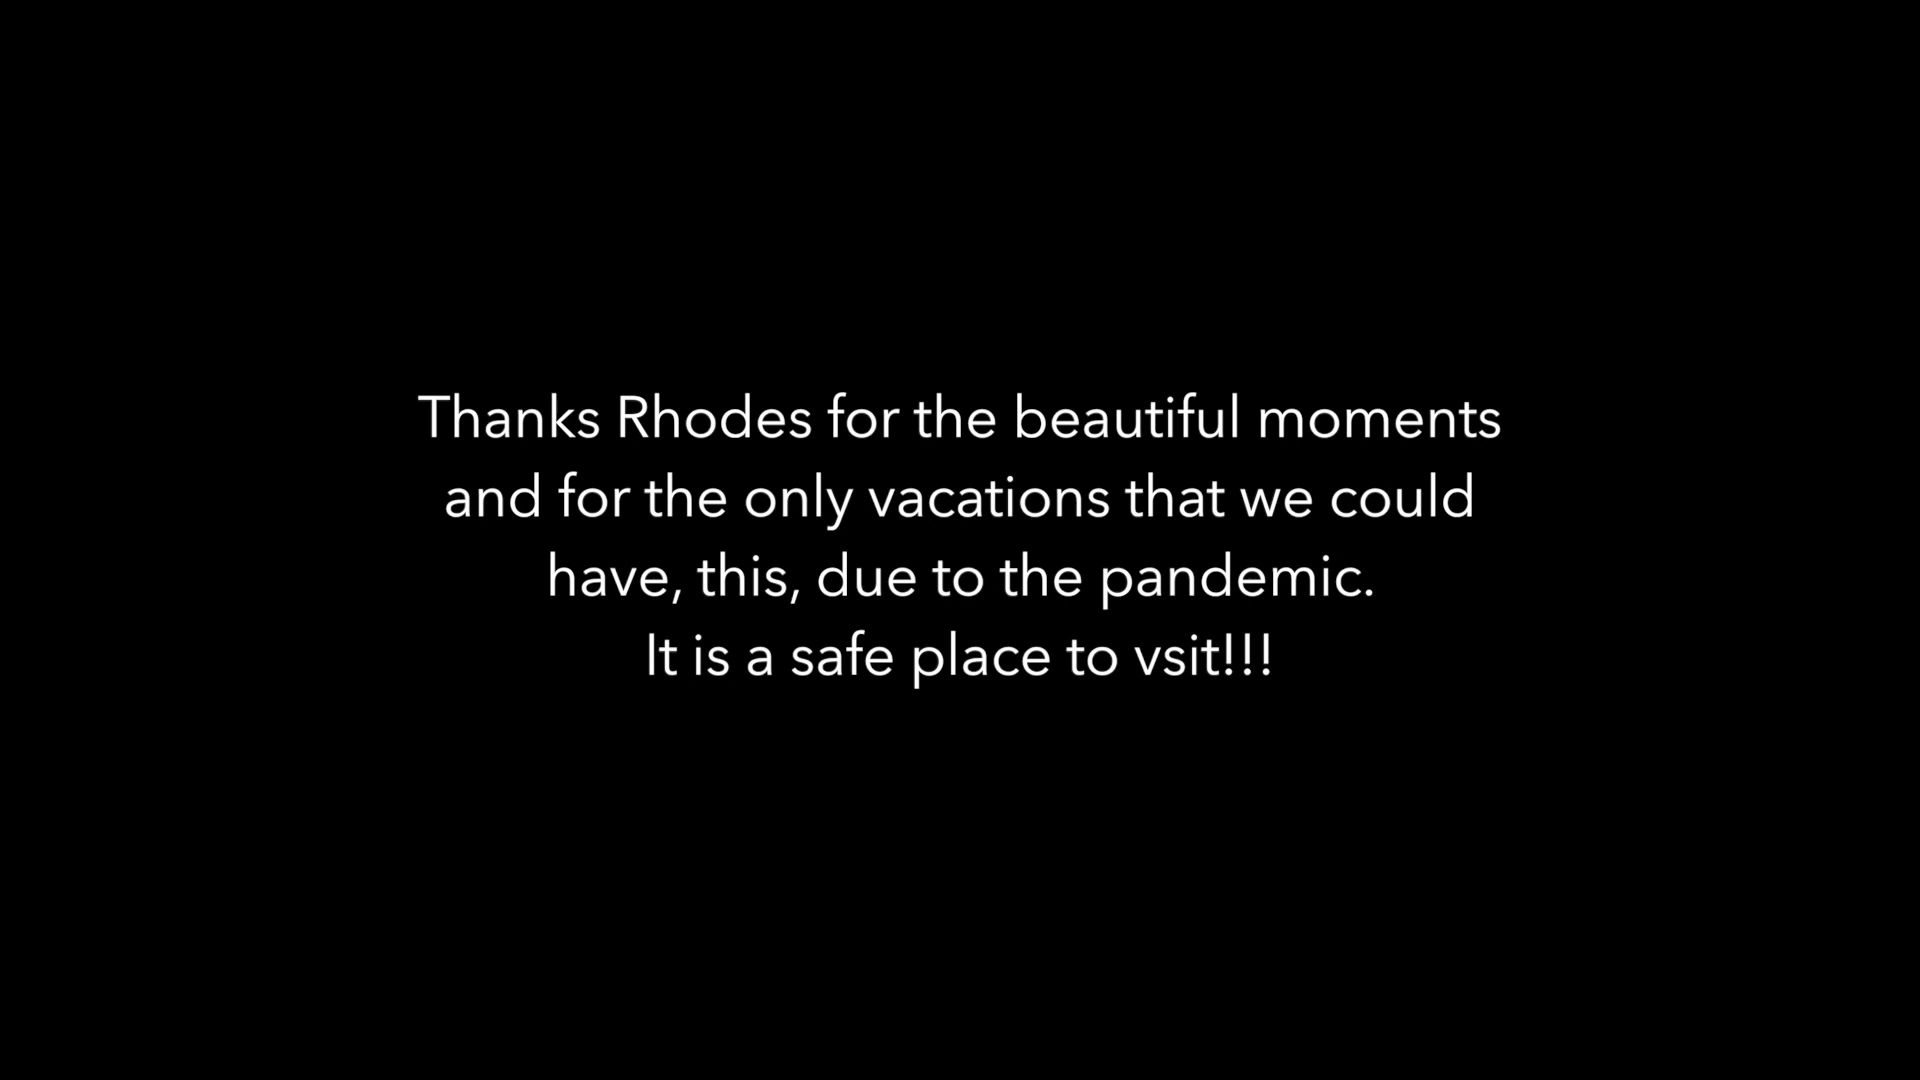 Thanks Rhodes for the beautiful moments
and for the only vacations that we could
have, this, due to the pandemic.
It is a safe place to vsit!!!